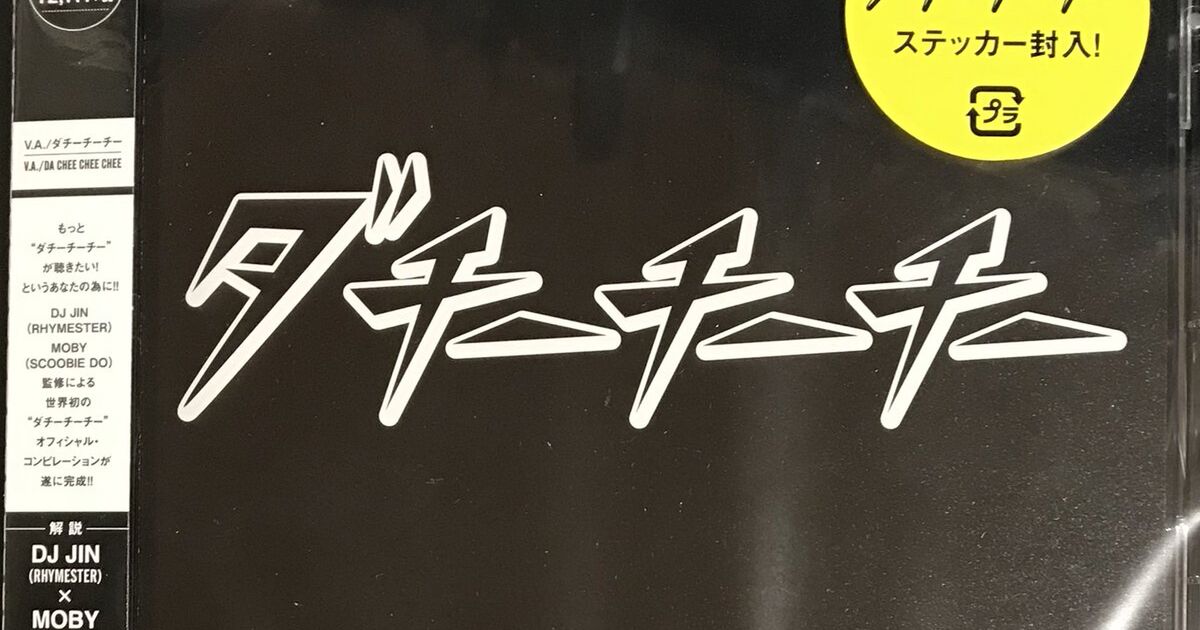 V.A./ダチーチーチー
V.A./DA CHEE CHEE CHEE
もっと
“ダチーチーチー”
が聴きたい!
というあなたの為に!!
DJ JIN
(RHYMESTER)
MOBY
(SCOOBIE DO)
監修による
世界初の
“ダチーチーチー”
オフィシャル・
コンピレーションが
遂に完成!!
解説
DJ JIN
(RHYMESTER)
×
MOBY
ダチーチーチー
ステッカー封入!
プラ